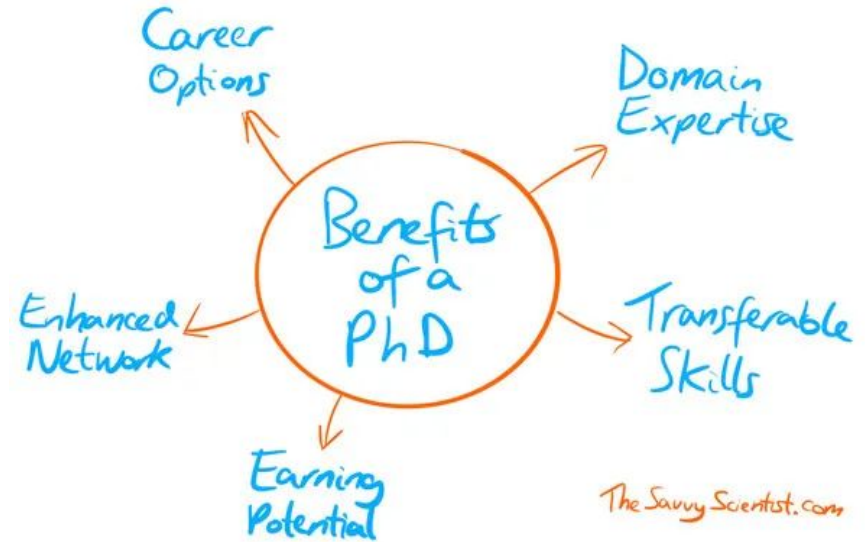 Career
Options
Domain
Expertise
Benefits
of a
PhD
Enhanced
Network
Transferable
Skills
Earning
Potential
TheSavvyScientist.com